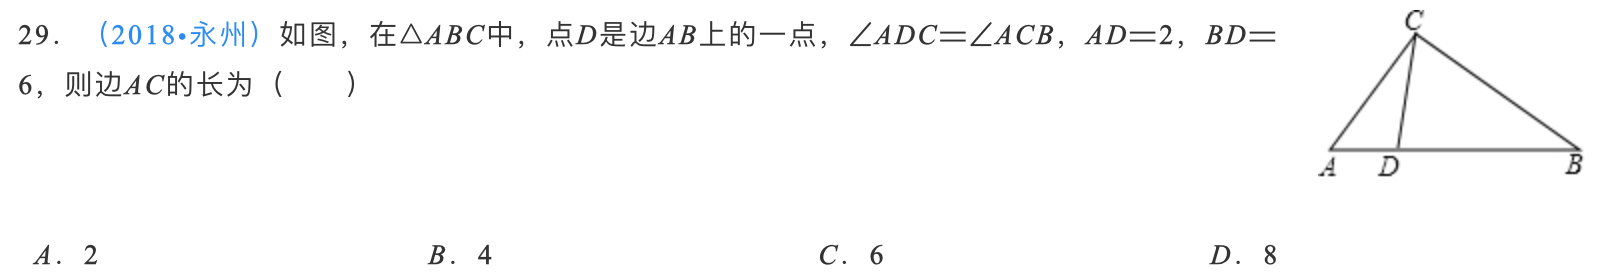 29. （2018•永州）如图，在△ABC中，点D是边AB上的一点，∠ADC＝∠ACB，AD＝2，BD＝
6，则边AC的长为（　　）
C
A D B
A．2 B．4 C．6 D．8